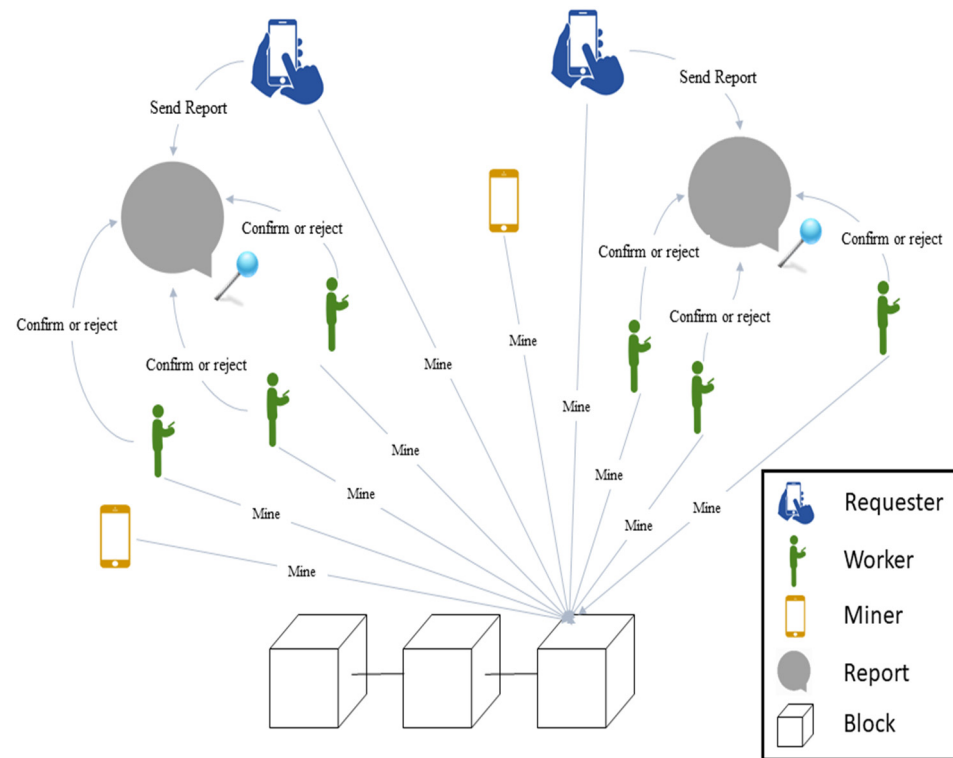 Send Report
Send Report
Confirm or reject
Confirm or reject
Confirm or reject
Confirm or reject
Confirm or reject
Confirm or reject
Mine
Mine
Mine
Mine
Mine
Mine
Mine
Mine
Mine
Mine
Requester
Worker
Miner
Report
Block